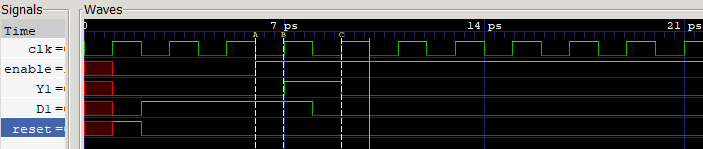 Signals
Waves
Time
0
7 ps
14 ps
21 ps
A
B
C
clk =
enable =
Y1 =
D1 =
reset =